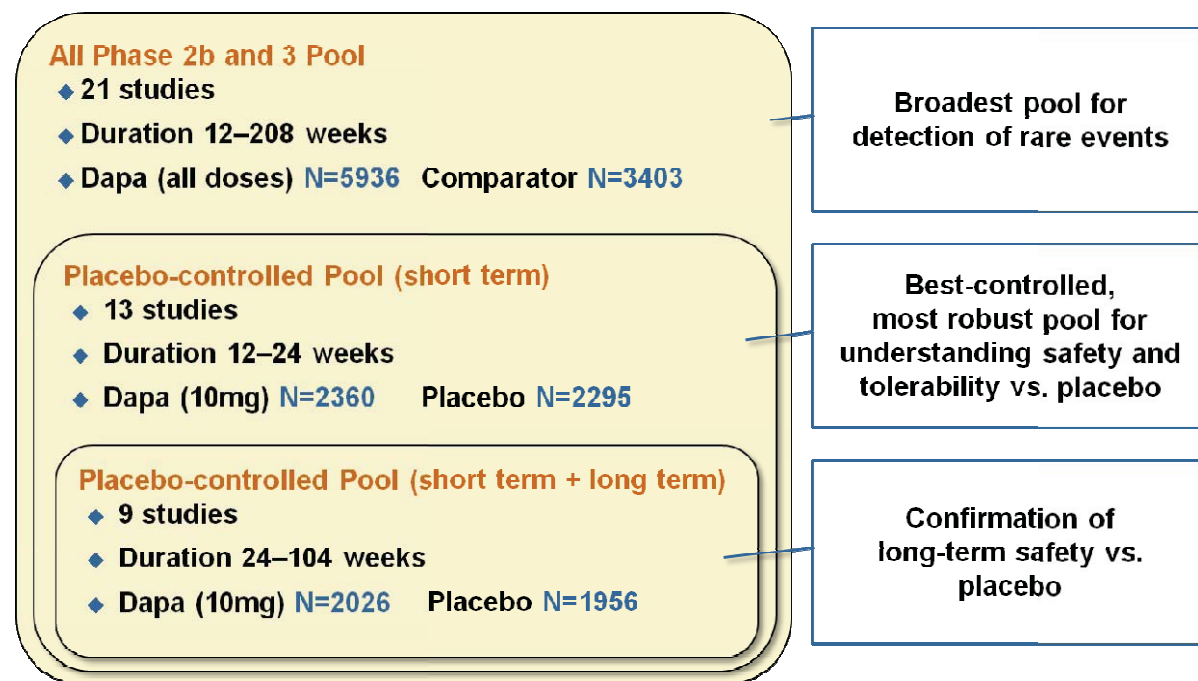 All Phase 2b and 3 Pool
◆ 21 studies
◆ Duration 12–208 weeks
◆ Dapa (all doses) N=5936 Comparator N=3403
Broadest pool for
detection of rare events
Placebo-controlled Pool (short term)
◆ 13 studies
◆ Duration 12–24 weeks
◆ Dapa (10mg) N=2360 Placebo N=2295
Best-controlled,
most robust pool for
understanding safety and
tolerability vs. placebo
Placebo-controlled Pool (short term + long term)
◆ 9 studies
◆ Duration 24–104 weeks
◆ Dapa (10mg) N=2026 Placebo N=1956
Confirmation of
long-term safety vs.
placebo